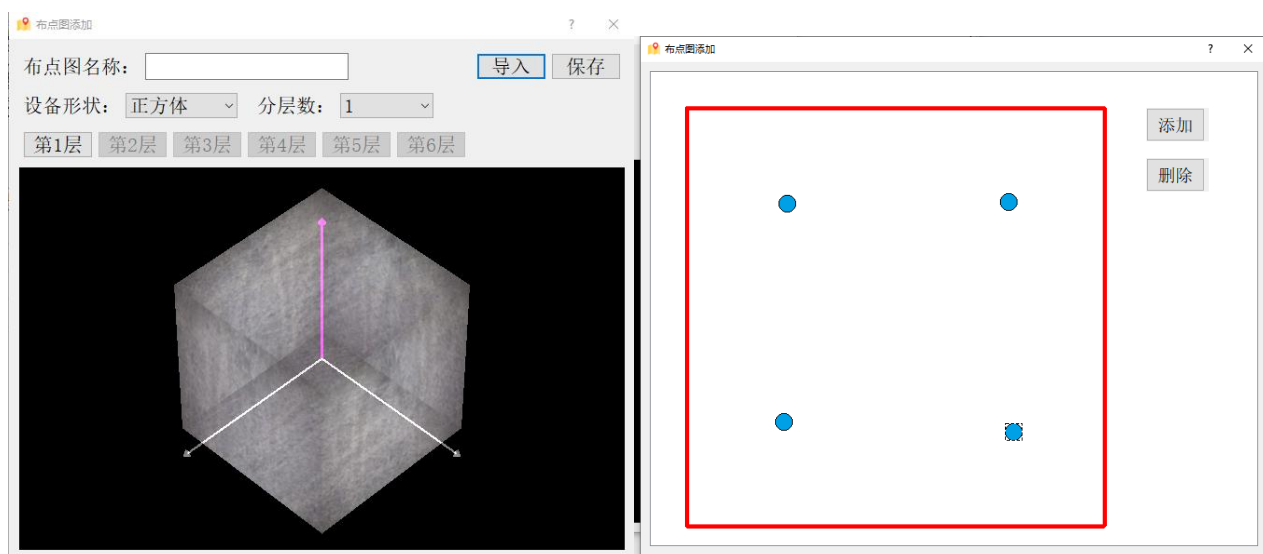 布点图添加
布点图名称： 导入 保存
设备形状： 正方体 分层数： 1
第1层 第2层 第3层 第4层 第5层 第6层
布点图添加
添加
删除